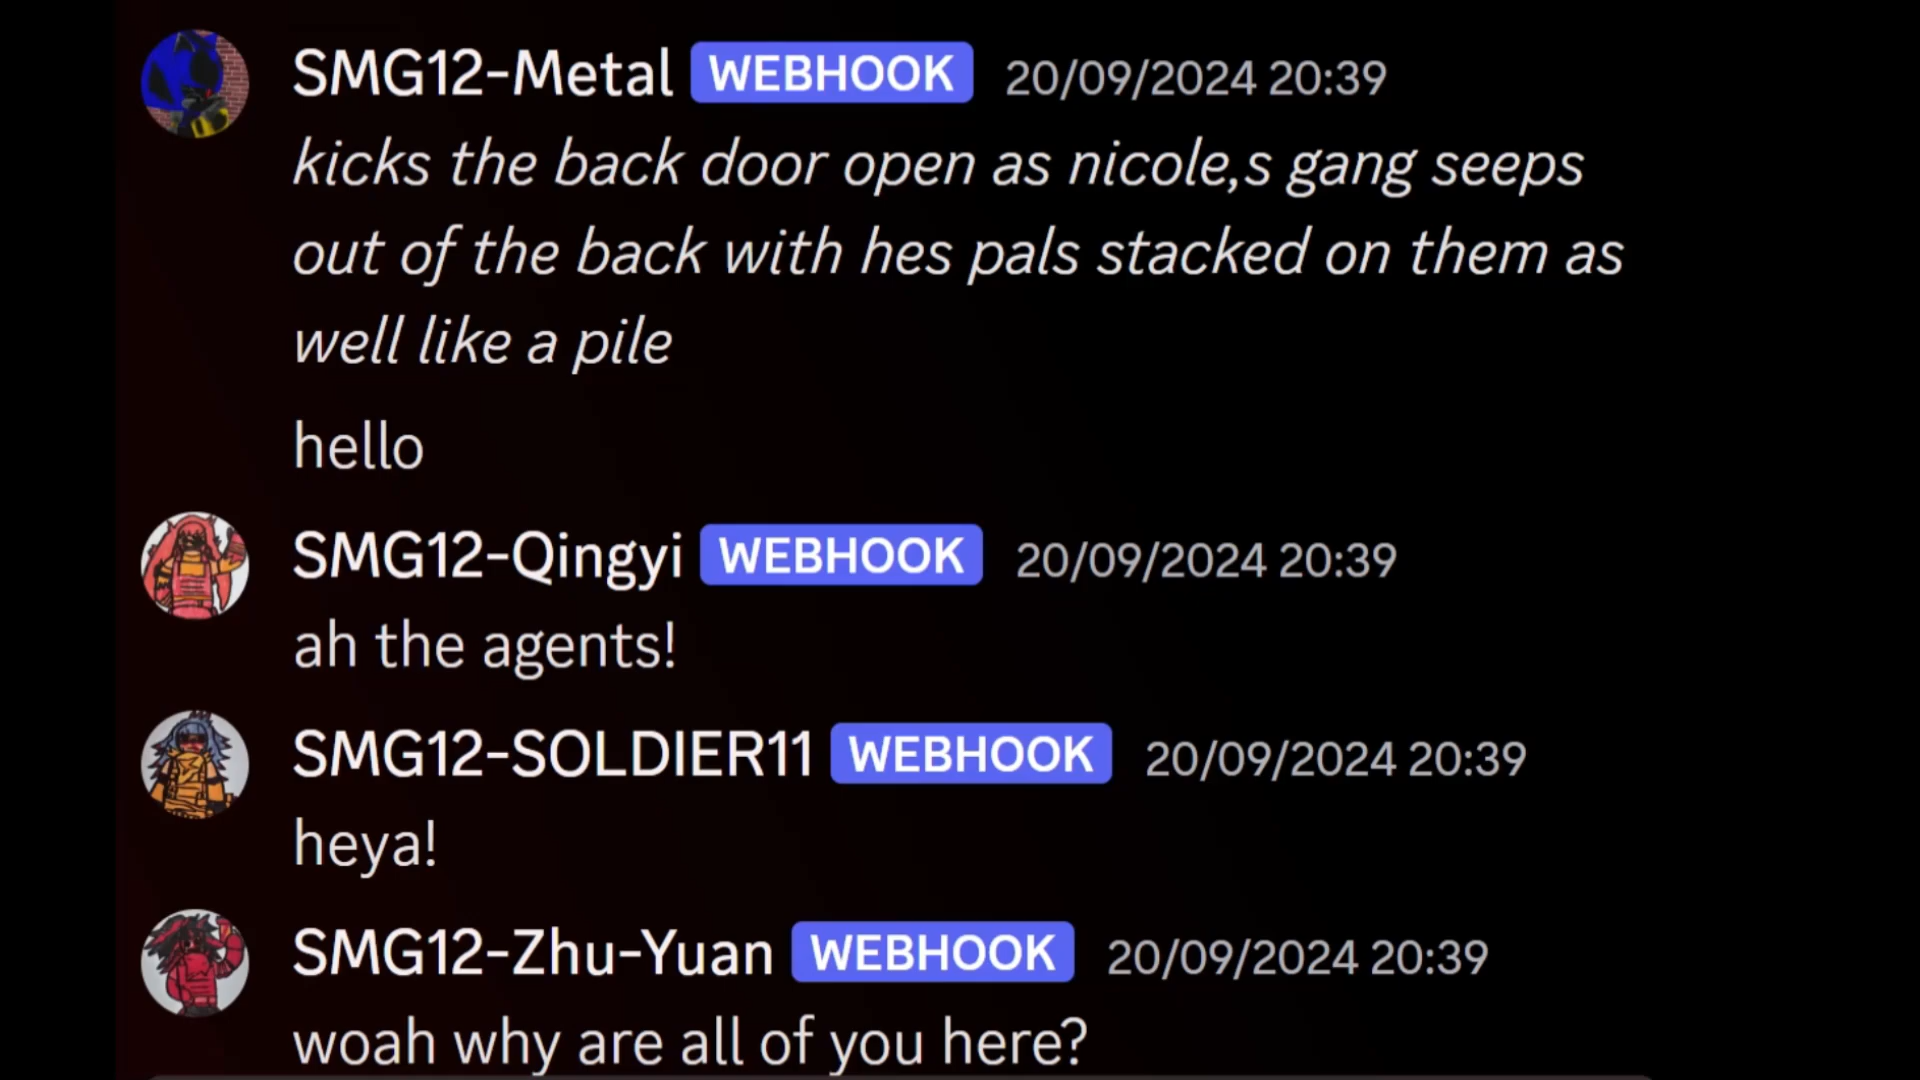 SMG12-Metal WEBHOOK 20/09/2024 20:39
kicks the back door open as nicole,s gang seeps
out of the back with hes pals stacked on them as
well like a pile
hello
SMG12-Qingyi WEBHOOK 20/09/2024 20:39
ah the agents!
SMG12-SOLDIER11 WEBHOOK 20/09/2024 20:39
heya!
SMG12-Zhu-Yuan WEBHOOK 20/09/2024 20:39
woah why are all of you here?